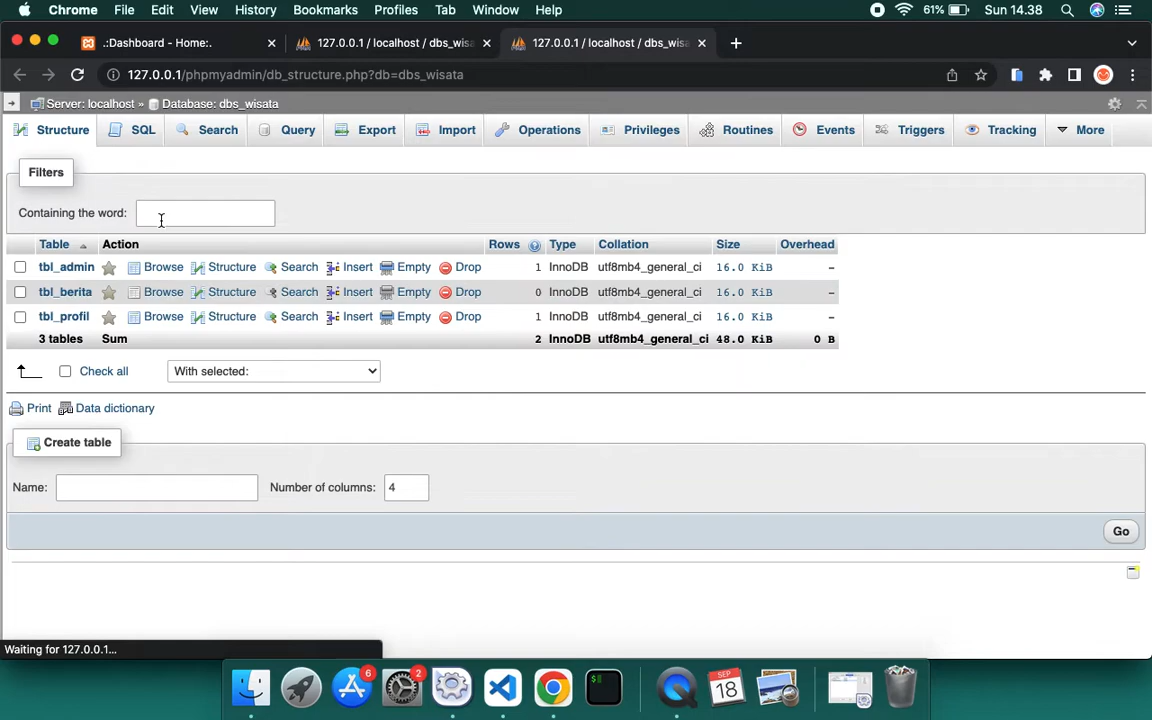 Chrome File Edit View History Bookmarks Profiles Tab Window Help 61% Sun 14.38
.:Dashboard - Home:. 127.0.0.1 / localhost / dbs_wisa 127.0.0.1 / localhost / dbs_wisa
127.0.0.1/phpmyadmin/db_structure.php?db=dbs_wisata
Server: localhost » Database: dbs_wisata
Structure SQL Search Query Export Import Operations Privileges Routines Events Triggers Tracking More
Filters
Containing the word:
Table Action Rows Type Collation Size Overhead
tbl_admin Browse Structure Search Insert Empty Drop 1 InnoDB utf8mb4_general_ci 16.0 KiB -
tbl_berita Browse Structure Search Insert Empty Drop 0 InnoDB utf8mb4_general_ci 16.0 KiB -
tbl_profil Browse Structure Search Insert Empty Drop 1 InnoDB utf8mb4_general_ci 16.0 KiB -
3 tables Sum 2 InnoDB utf8mb4_general_ci 48.0 KiB 0 B
Check all With selected:
Print Data dictionary
Create table
Name: Number of columns: 4
Go
Waiting for 127.0.0.1...
6 2 SEP 18